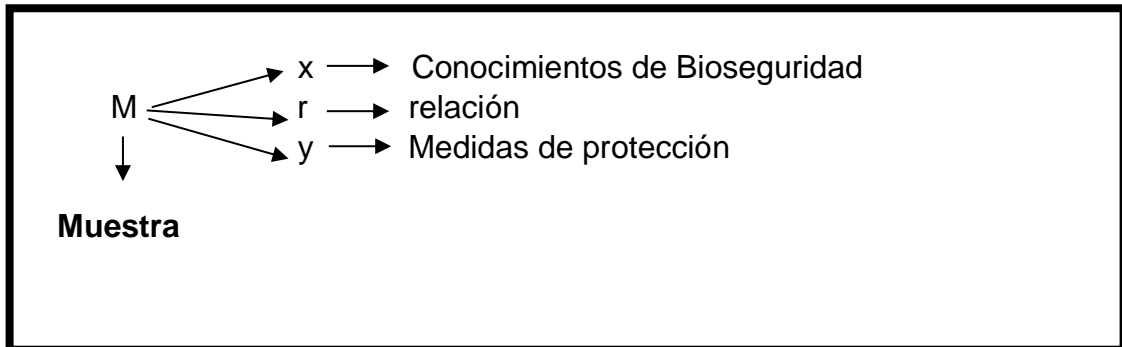 x Conocimientos de Bioseguridad
M r relación
y Medidas de protección
Muestra